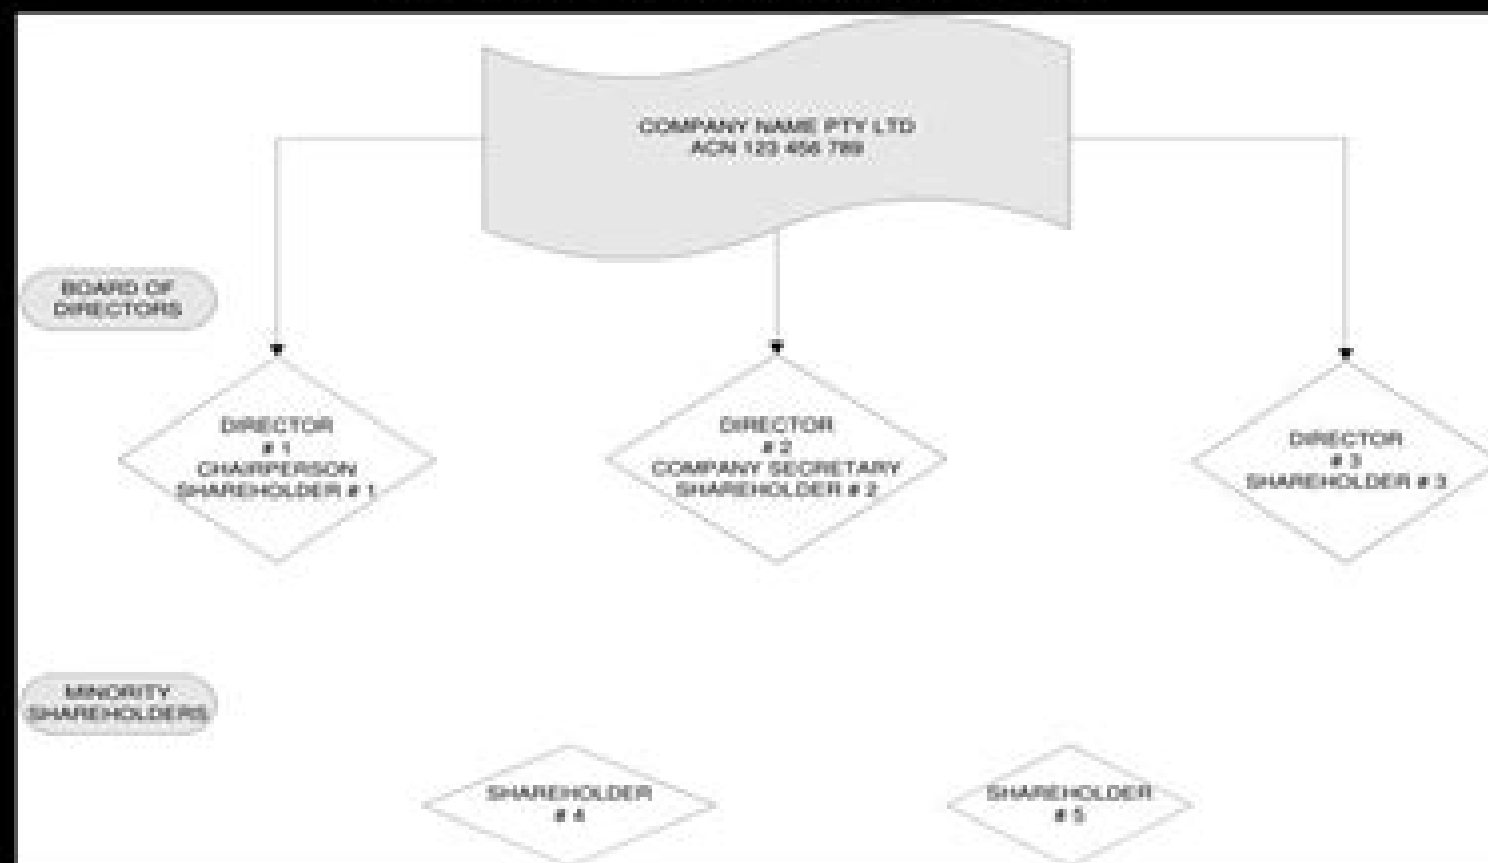 COMPANY NAME PTY LTD
ACN 123 456 789
BOARD OF
DIRECTORS
DIRECTOR
# 1
CHAIRPERSON
SHAREHOLDER # 1
DIRECTOR
# 2
COMPANY SECRETARY
SHAREHOLDER # 2
DIRECTOR
# 3
SHAREHOLDER # 3
MINORITY
SHAREHOLDERS
SHAREHOLDER
# 4
SHAREHOLDER
# 5